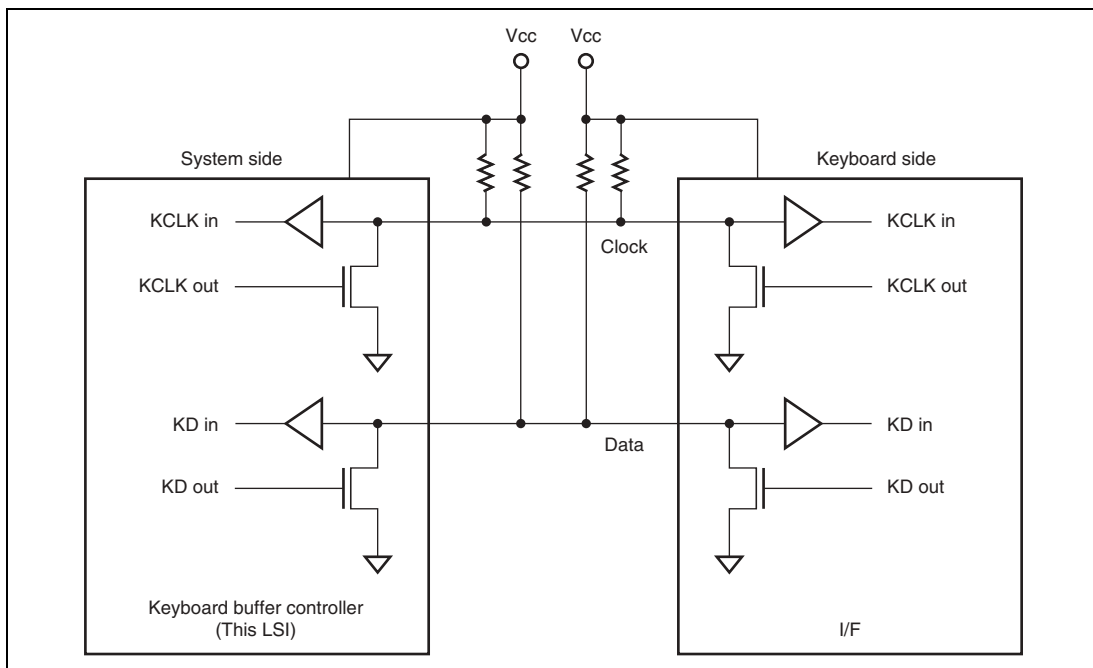 Vcc Vcc
System side
Keyboard side
KCLK in
KCLK in
Clock
KCLK out
KCLK out
KD in
KD in
Data
KD out
KD out
Keyboard buffer controller
(This LSI)
I/F